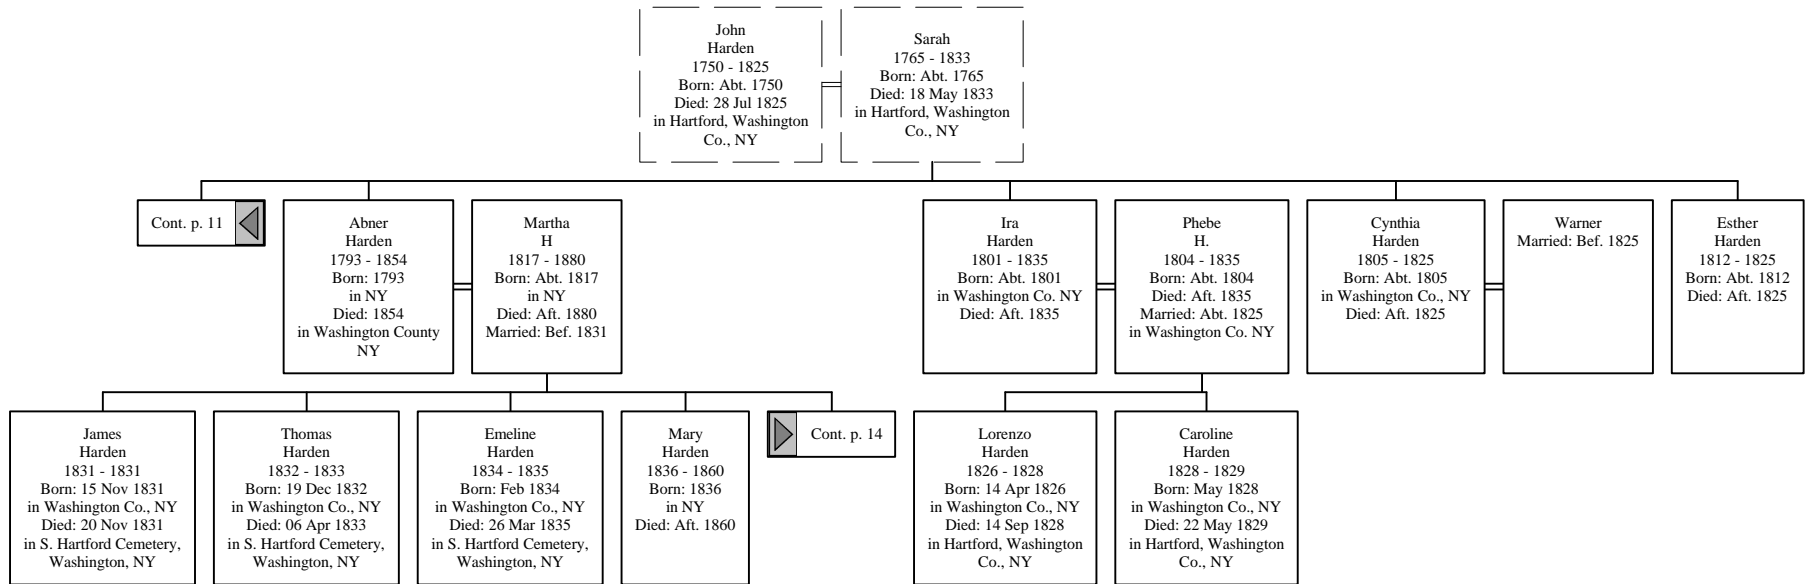 John
Harden
1750 - 1825
Born: Abt. 1750
Died: 28 Jul 1825
in Hartford, Washington
Co., NY
Sarah
1765 - 1833
Born: Abt. 1765
Died: 18 May 1833
in Hartford, Washington
Co., NY
Cont. p. 11
Abner
Harden
1793 - 1854
Born: 1793
in NY
Died: 1854
in Washington County
NY
Martha
H
1817 - 1880
Born: Abt. 1817
in NY
Died: Aft. 1880
Married: Bef. 1831
Ira
Harden
1801 - 1835
Born: Abt. 1801
in Washington Co. NY
Died: Aft. 1835
Phebe
H.
1804 - 1835
Born: Abt. 1804
Died: Aft. 1835
Married: Abt. 1825
in Washington Co. NY
Cynthia
Harden
1805 - 1825
Born: Abt. 1805
in Washington Co., NY
Died: Aft. 1825
Warner
Married: Bef. 1825
Esther
Harden
1812 - 1825
Born: Abt. 1812
Died: Aft. 1825
James
Harden
1831 - 1831
Born: 15 Nov 1831
in Washington Co., NY
Died: 20 Nov 1831
in S. Hartford Cemetery,
Washington, NY
Thomas
Harden
1832 - 1833
Born: 19 Dec 1832
in Washington Co., NY
Died: 06 Apr 1833
in S. Hartford Cemetery,
Washington, NY
Emeline
Harden
1834 - 1835
Born: Feb 1834
in Washington Co., NY
Died: 26 Mar 1835
in S. Hartford Cemetery,
Washington, NY
Mary
Harden
1836 - 1860
Born: 1836
in NY
Died: Aft. 1860
Cont. p. 14
Lorenzo
Harden
1826 - 1828
Born: 14 Apr 1826
in Washington Co., NY
Died: 14 Sep 1828
in Hartford, Washington
Co., NY
Caroline
Harden
1828 - 1829
Born: May 1828
in Washington Co., NY
Died: 22 May 1829
in Hartford, Washington
Co., NY